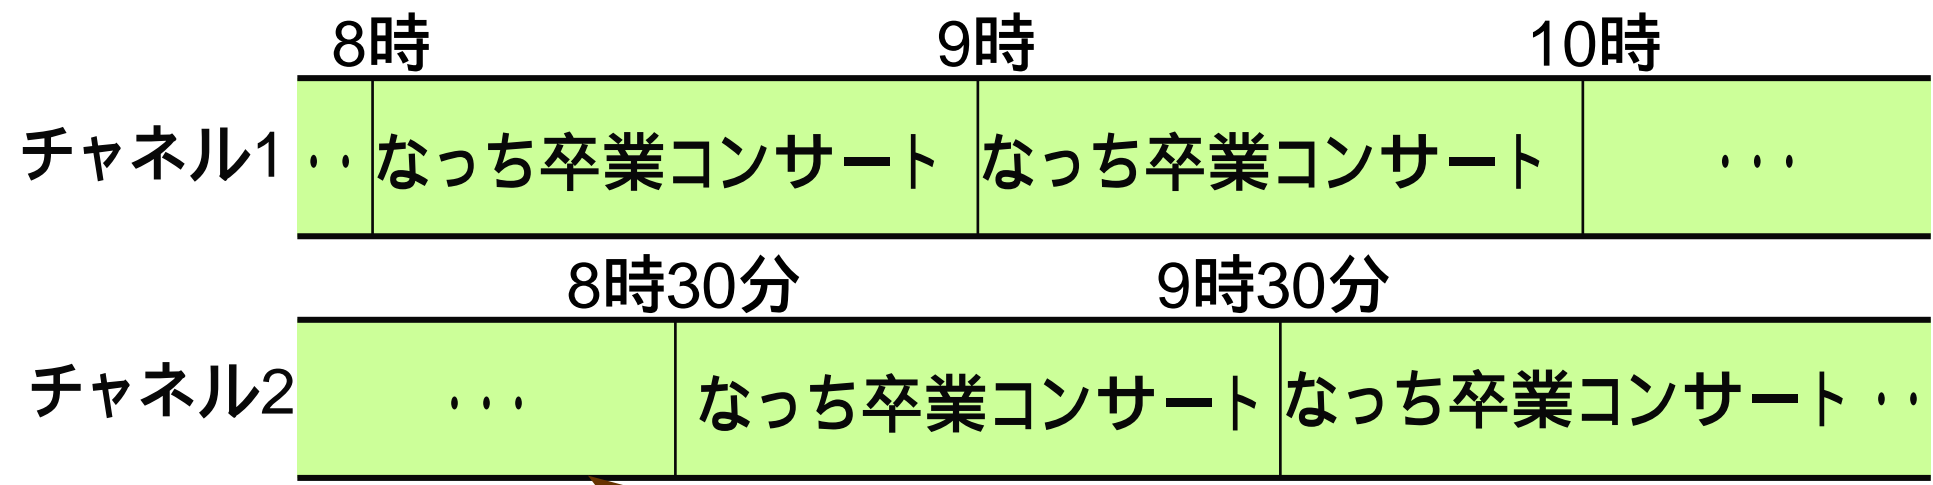 8時 9時 10時
チャネル1 ・・ なっち卒業コンサート なっち卒業コンサート ・・・
8時30分 9時30分
チャネル2 ・・・ なっち卒業コンサート なっち卒業コンサート ・・